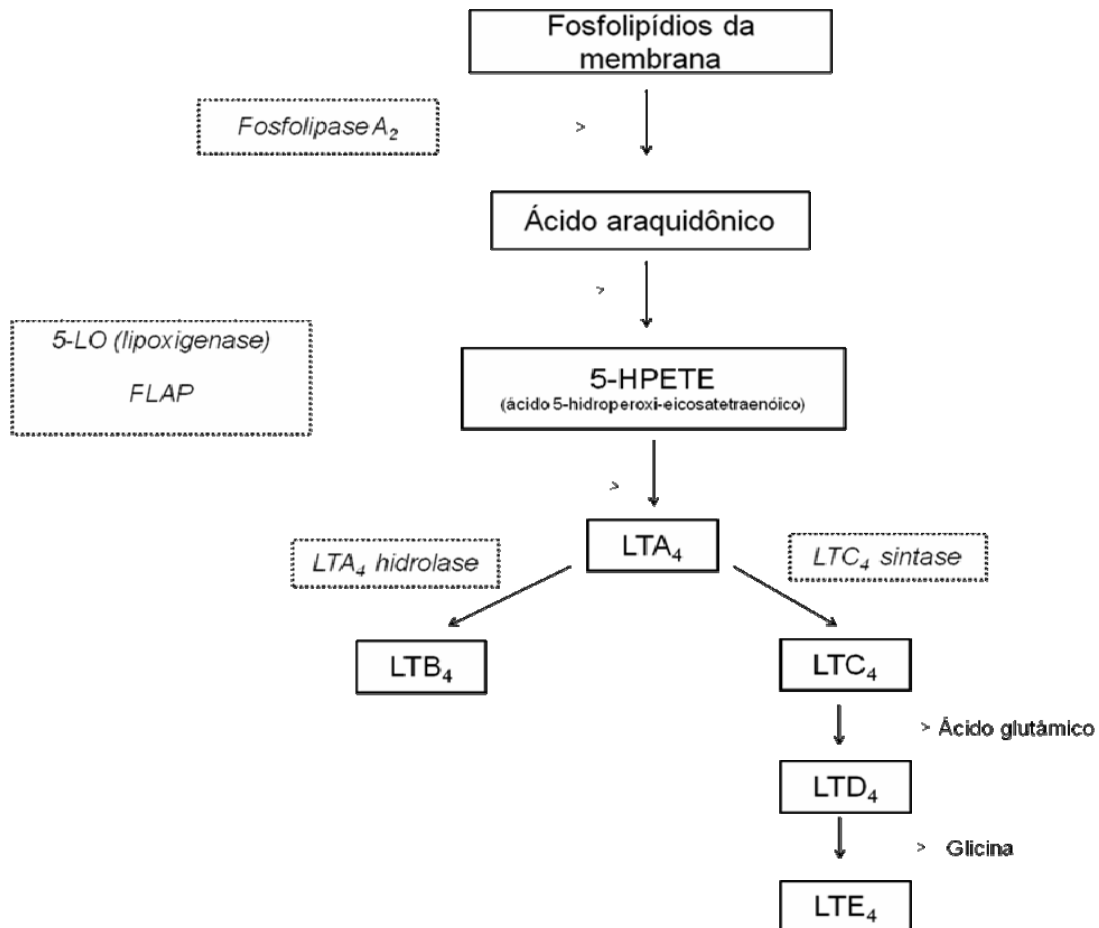 Fosfolipídios da
membrana
Fosfolipase A₂
>
Ácido araquidônico
>
5-LO (lipoxigenase)
FLAP
5-HPETE
(ácido 5-hidroperoxi-eicosatetraenóico)
>
LTA₄
LTA₄ hidrolase
LTC₄ sintase
LTB₄
LTC₄
> Ácido glutâmico
LTD₄
> Glicina
LTE₄